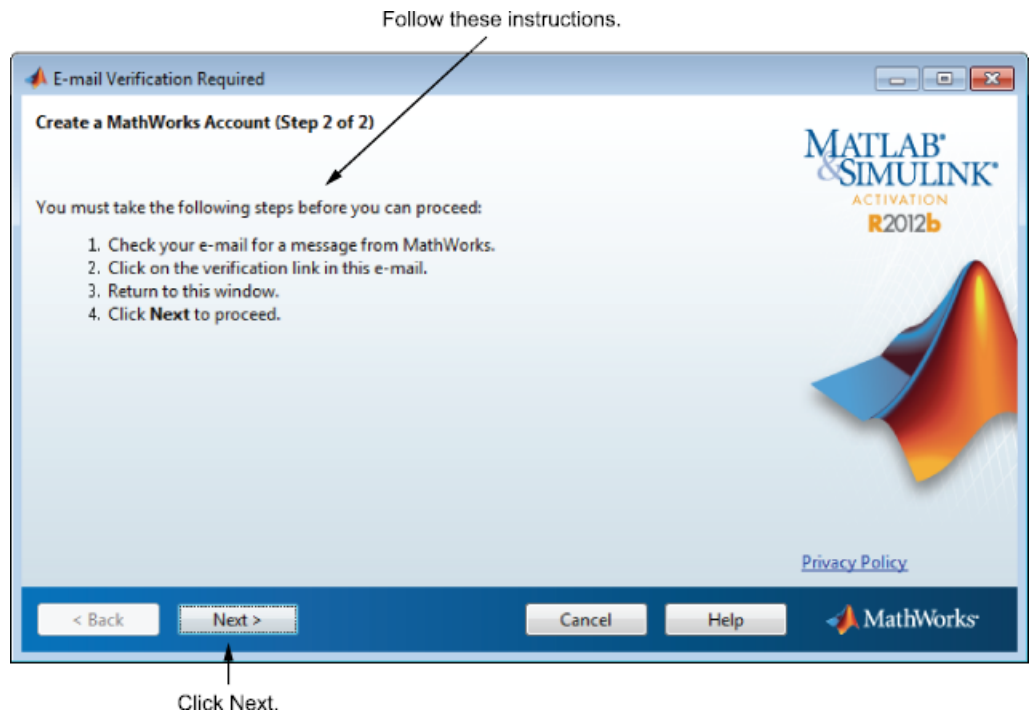 Follow these instructions.
E-mail Verification Required
Create a MathWorks Account (Step 2 of 2)
MATLAB®
&SIMULINK®
ACTIVATION
R2012b
You must take the following steps before you can proceed:
1. Check your e-mail for a message from MathWorks.
2. Click on the verification link in this e-mail.
3. Return to this window.
4. Click Next to proceed.
Privacy Policy
< Back
Next >
Cancel
Help
MathWorks®
Click Next.